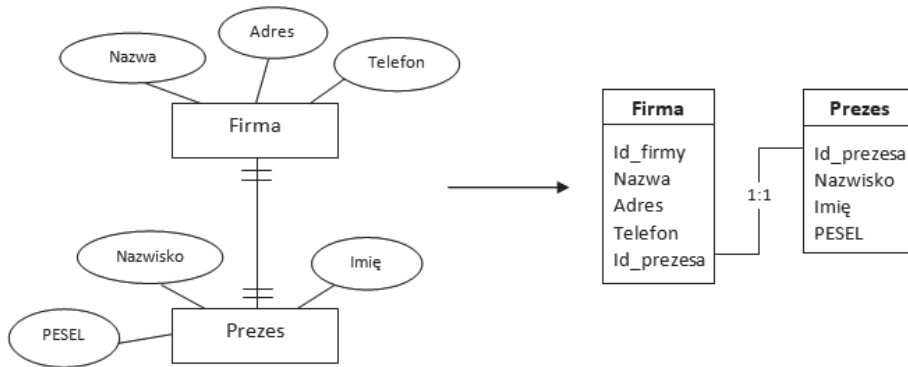 Nazwa
Adres
Telefon
Firma
Nazwisko
Imię
PESEL
Prezes
Firma
Id_firmy
Nazwa
Adres
Telefon
Id_prezesa
1:1
Prezes
Id_prezesa
Nazwisko
Imię
PESEL